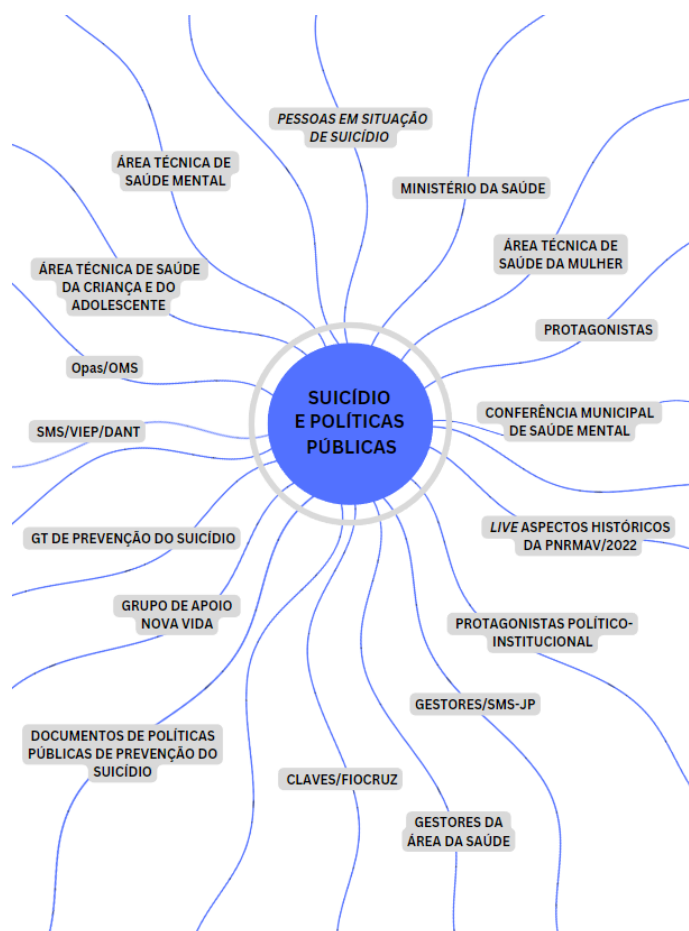 PESSOAS EM SITUAÇÃO
DE SUICÍDIO
ÁREA TÉCNICA DE
SAÚDE MENTAL
MINISTÉRIO DA SAÚDE
ÁREA TÉCNICA DE
SAÚDE DA MULHER
ÁREA TÉCNICA DE SAÚDE
DA CRIANÇA E DO
ADOLESCENTE
PROTAGONISTAS
Opas/OMS
SUICÍDIO
E POLÍTICAS
PÚBLICAS
CONFERÊNCIA MUNICIPAL
DE SAÚDE MENTAL
SMS/VIEP/DANT
LIVE ASPECTOS HISTÓRICOS
DA PNRMAV/2022
GT DE PREVENÇÃO DO SUICÍDIO
GRUPO DE APOIO
NOVA VIDA
PROTAGONISTAS POLÍTICO-
INSTITUCIONAL
GESTORES/SMS-JP
DOCUMENTOS DE POLÍTICAS
PÚBLICAS DE PREVENÇÃO DO
SUICÍDIO
CLAVES/FIOCRUZ
GESTORES DA
ÁREA DA SAÚDE